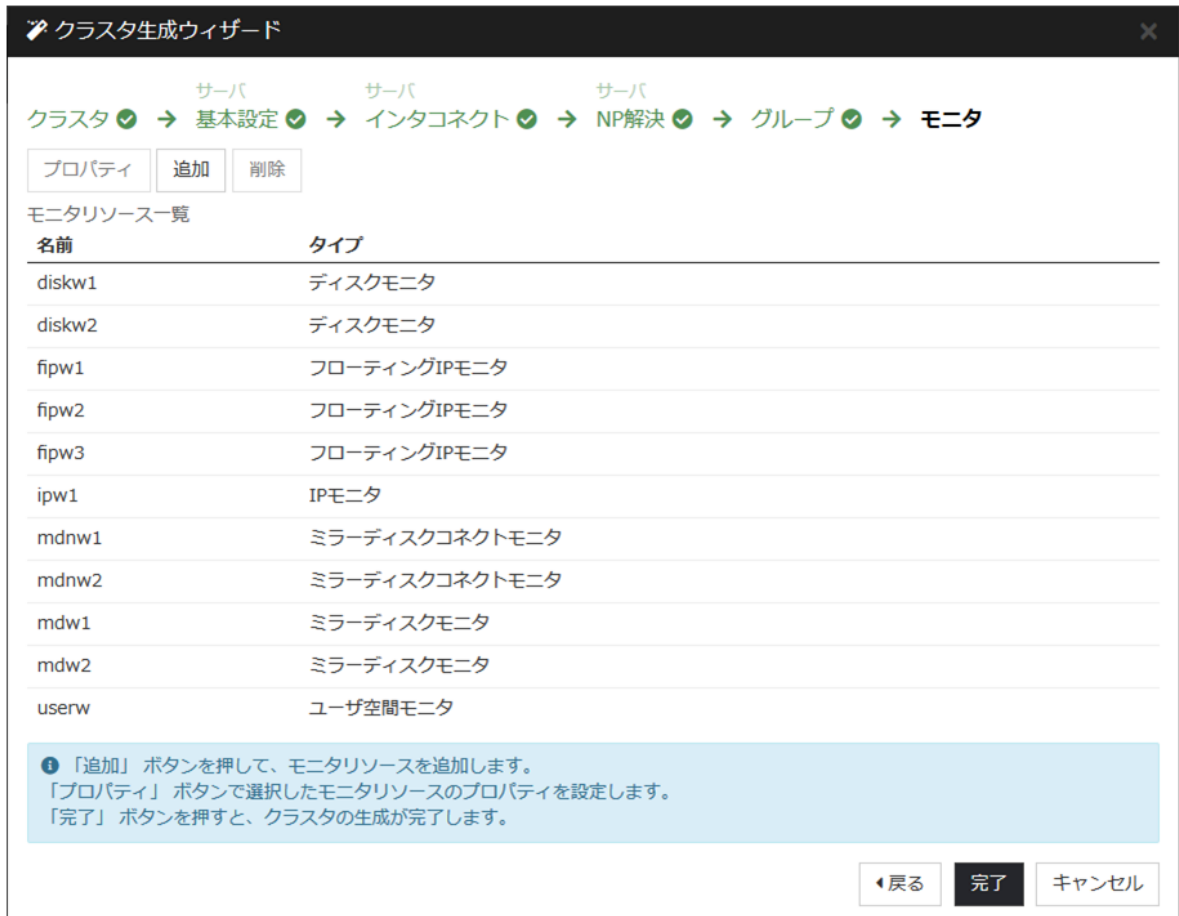 クラスタ生成ウィザード
サーバ サーバ サーバ
クラスタ → 基本設定 → インタコネクト → NP解決 → グループ → モニタ
プロパティ 追加 削除
モニタリソース一覧
名前 タイプ
diskw1 ディスクモニタ
diskw2 ディスクモニタ
fipw1 フローティングIPモニタ
fipw2 フローティングIPモニタ
fipw3 フローティングIPモニタ
ipw1 IPモニタ
mdnw1 ミラーディスクコネクトモニタ
mdnw2 ミラーディスクコネクトモニタ
mdw1 ミラーディスクモニタ
mdw2 ミラーディスクモニタ
userw ユーザ空間モニタ
「追加」 ボタンを押して、モニタリソースを追加します。
「プロパティ」 ボタンで選択したモニタリソースのプロパティを設定します。
「完了」 ボタンを押すと、クラスタの生成が完了します。
戻る 完了 キャンセル